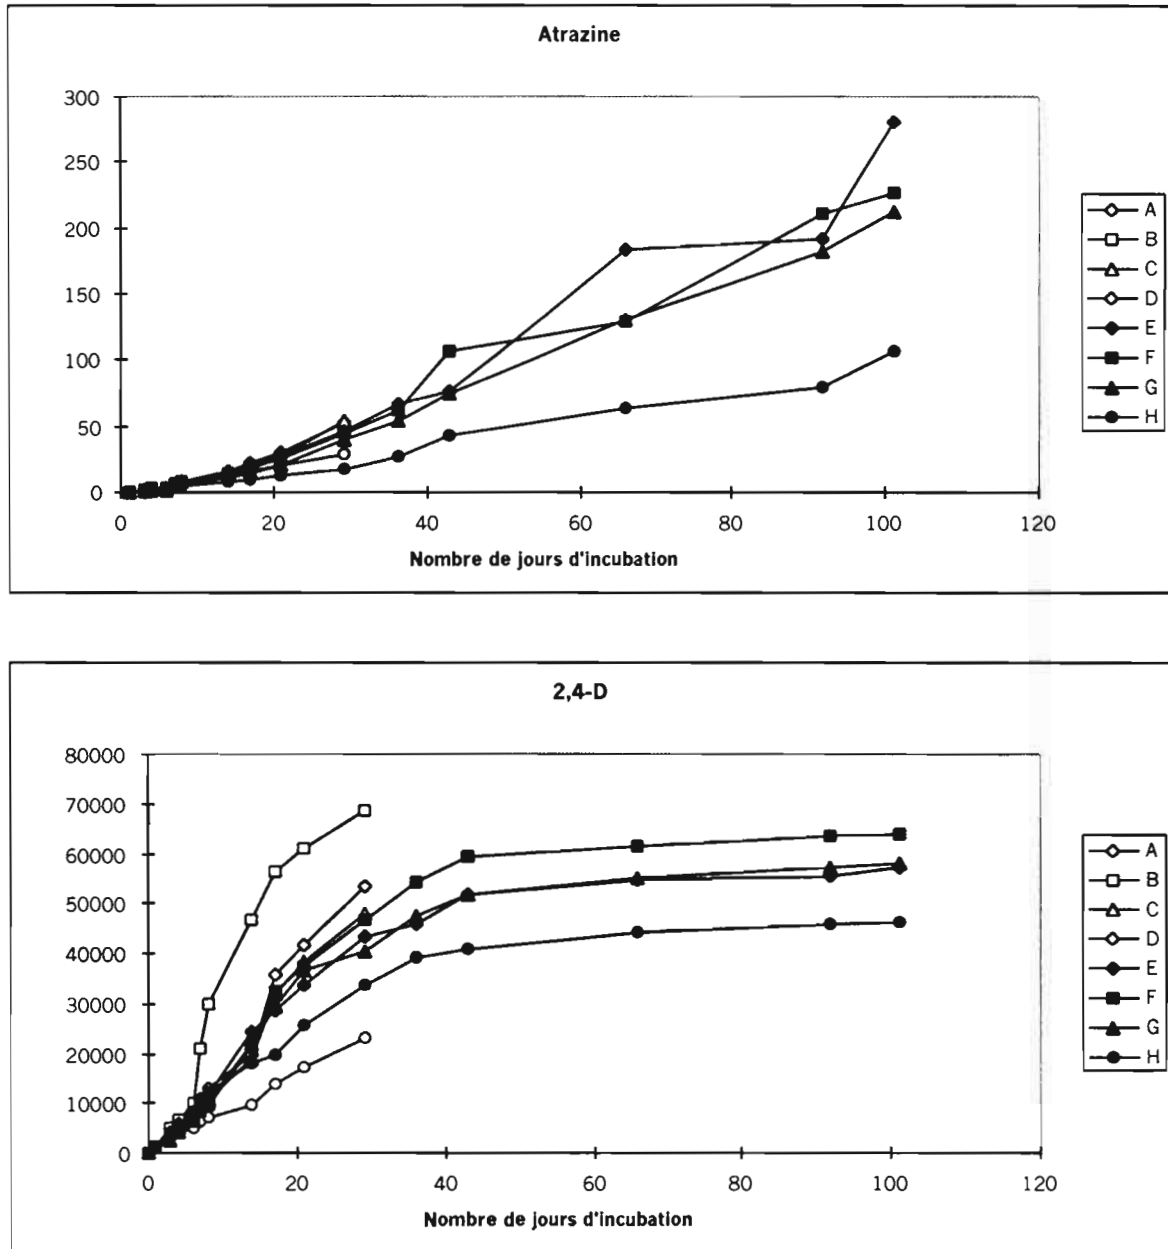 Atrazine
300
250
200
150
100
50
0
0 20 40 60 80 100 120
Nombre de jours d'incubation
A
B
C
D
E
F
G
H
2,4-D
80000
70000
60000
50000
40000
30000
20000
10000
0
0 20 40 60 80 100 120
Nombre de jours d'incubation
A
B
C
D
E
F
G
H